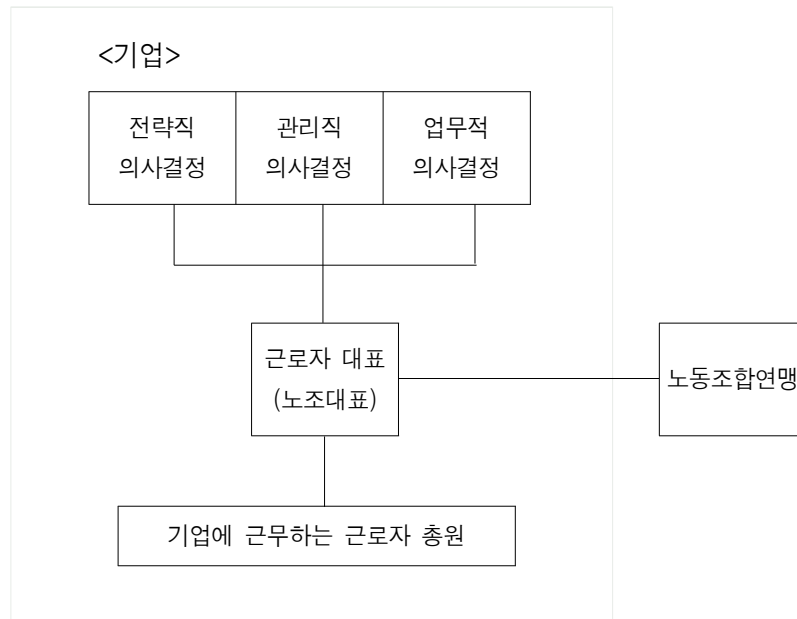 <기업>
전략직 관리직 업무적
의사결정 의사결정 의사결정
근로자 대표
(노조대표)
노동조합연맹
기업에 근무하는 근로자 총원